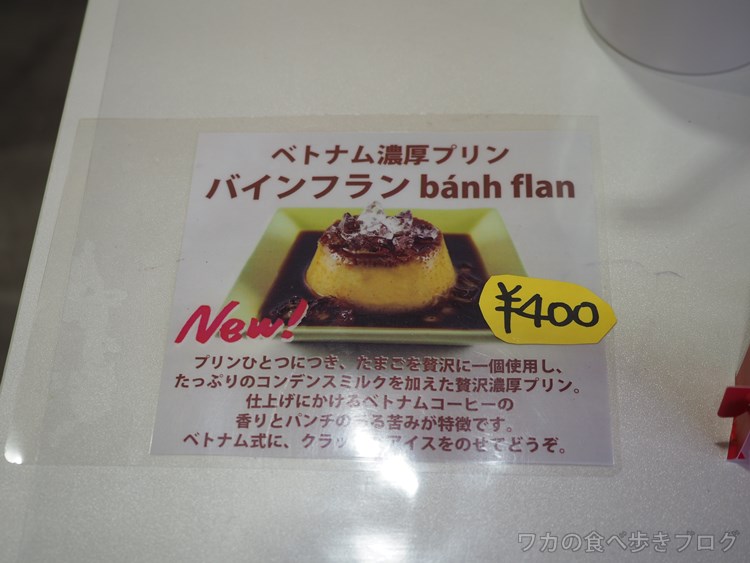 ベトナム濃厚プリン
バインフラン bánh flan
New!
¥400
プリンひとつにつき、たまごを贅沢に一個使用し、
たっぷりのコンデンスミルクを加えた贅沢濃厚プリン。
仕上げにかけるベトナムコーヒーの
香りとパンチのある苦みが特徴です。
ベトナム式に、クラッ アイスをのせてどうぞ。
ワカの食べ歩きブログ